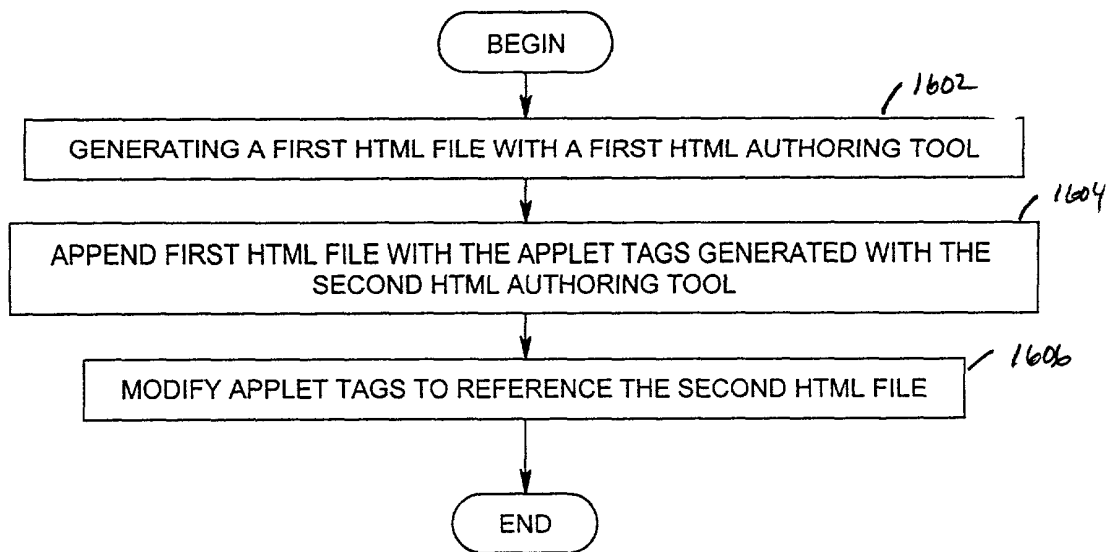 BEGIN
1602
GENERATING A FIRST HTML FILE WITH A FIRST HTML AUTHORING TOOL
1604
APPEND FIRST HTML FILE WITH THE APPLET TAGS GENERATED WITH THE
SECOND HTML AUTHORING TOOL
1606
MODIFY APPLET TAGS TO REFERENCE THE SECOND HTML FILE
END